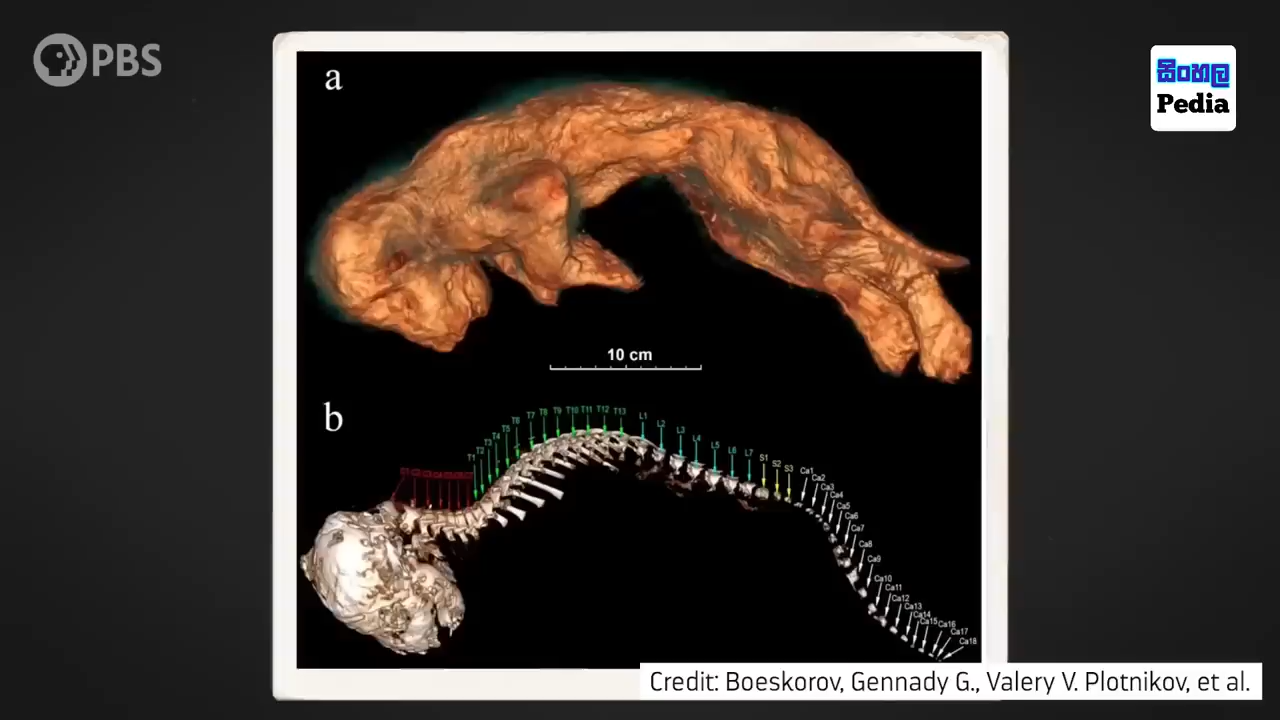 PBS
සිංහල
Pedia
a
10 cm
b
T1 T2 T3 T4 T5 T6 T7 T8 T9 T10 T11 T12 T13 L1 L2 L3 L4 L5 L6 L7 S1 S2 S3 Ca1 Ca2 Ca3 Ca4 Ca5 Ca6 Ca7 Ca8 Ca9 Ca10 Ca11 Ca12 Ca13 Ca14 Ca15 Ca16 Ca17 Ca18
Credit: Boeskorov, Gennady G., Valery V. Plotnikov, et al.